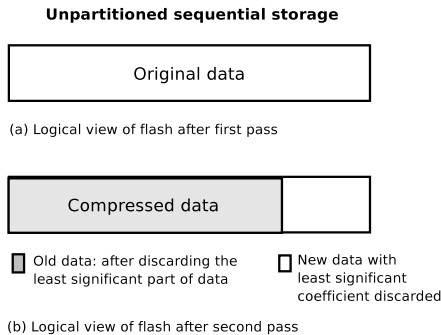 Unpartitioned sequential storage
Original data
(a) Logical view of flash after first pass
Compressed data
Old data: after discarding the
least significant part of data
New data with
least significant
coefficient discarded
(b) Logical view of flash after second pass